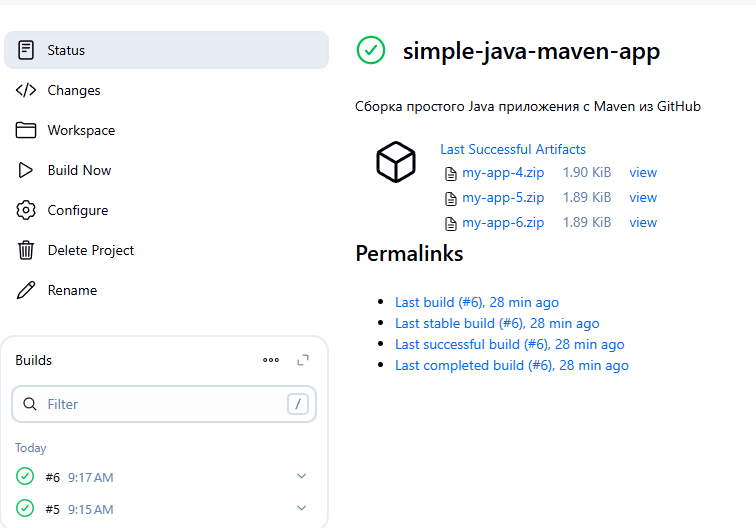 Status
Changes
Workspace
Build Now
Configure
Delete Project
Rename
Builds
Filter /
Today
#6 9:17 AM
#5 9:15 AM
simple-java-maven-app
Сборка простого Java приложения с Maven из GitHub
Last Successful Artifacts
my-app-4.zip 1.90 KiB view
my-app-5.zip 1.89 KiB view
my-app-6.zip 1.89 KiB view
Permalinks
Last build (#6), 28 min ago
Last stable build (#6), 28 min ago
Last successful build (#6), 28 min ago
Last completed build (#6), 28 min ago